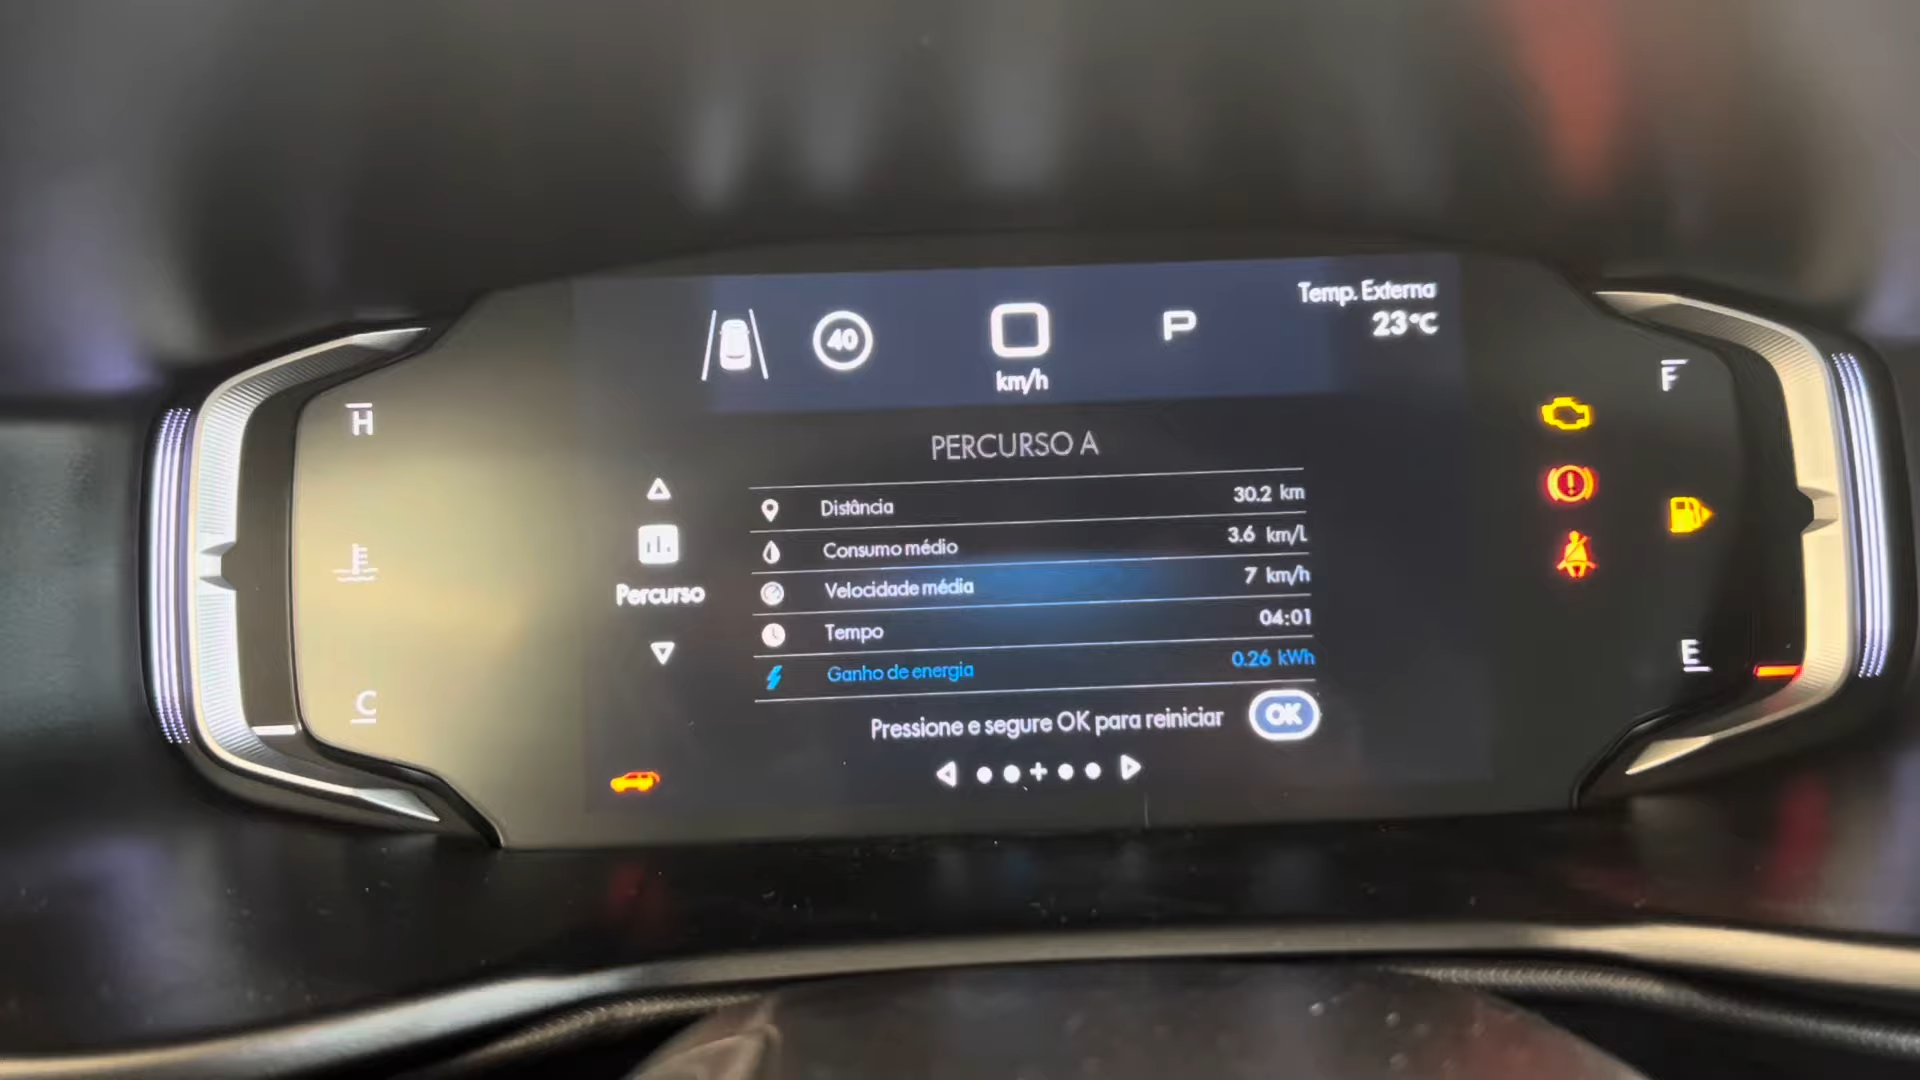 Temp. Externa
23°C
40
P
km/h
H
F
PERCURSO A
Distância 30.2 km
Consumo médio 3.6 km/L
Velocidade média 7 km/h
Percurso
Tempo 04:01
Ganho de energia 0.26 kWh
E
C
Pressione e segure OK para reiniciar OK